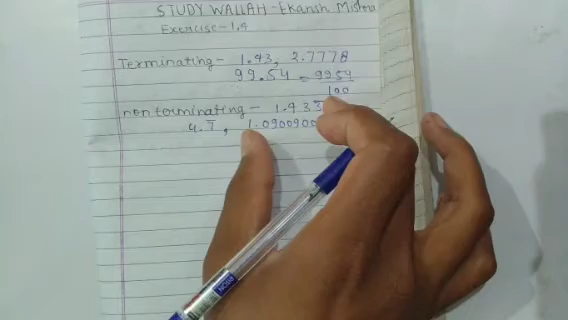 STUDY WALLAH - Ekansh Mishra
Exercise - 1.4
Terminating - 1.43, 2.7778
99.54 = 9954
100
non terminating - 1.933
4.7̅, 1.0900900